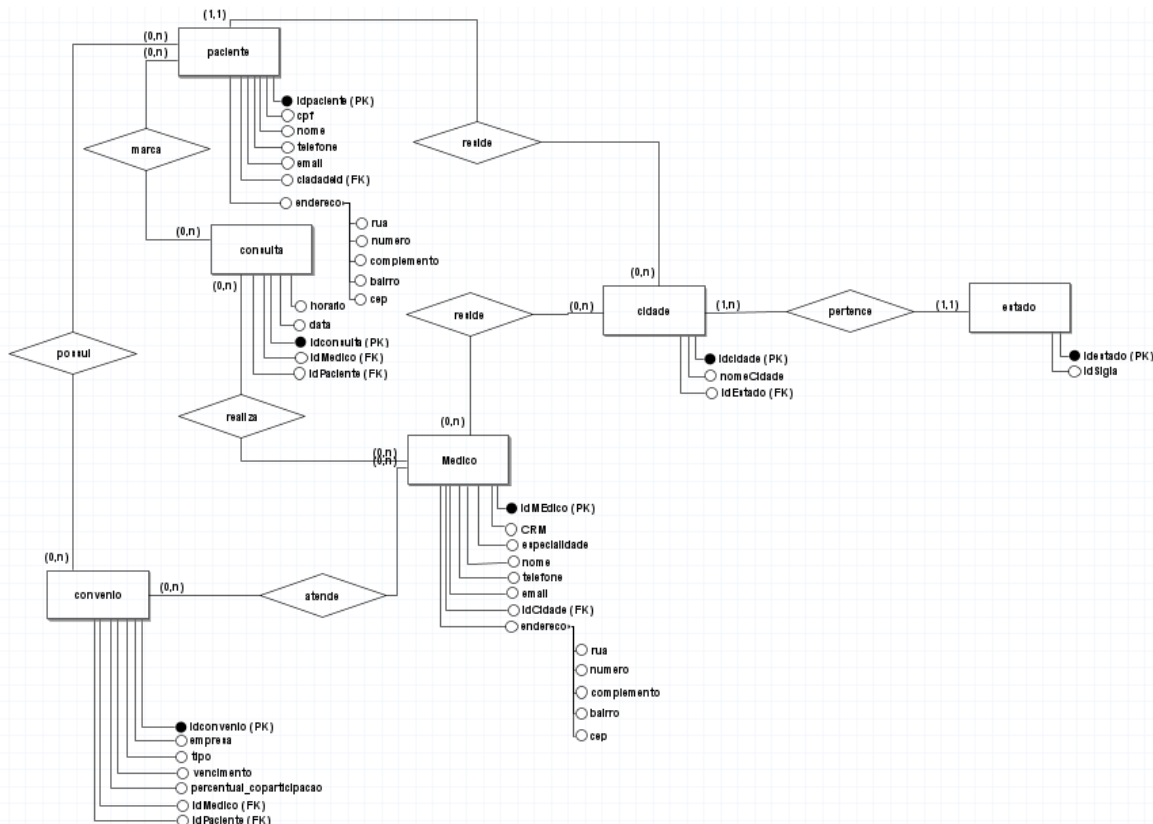 (1,1)
(0,n)
(0,n)
paciente
idpaciente (PK)
cpf
nome
telefone
email
ciadadeId (FK)
endereco
rua
numero
complemento
bairro
cep
marca
reside
(0,n)
consulta
(0,n)
horario
data
idconsulta (PK)
idMedico (FK)
idPaciente (FK)
(0,n)
reside
(0,n)
cidade
(1,n)
pertence
(1,1)
estado
idcidade (PK)
nomeCidade
idEstado (FK)
idestado (PK)
idSigla
possui
realiza
(0,n)
(0,n)
(0,n)
Medico
idMEdico (PK)
CRM
especialidade
nome
telefone
email
idCidade (FK)
endereco
rua
numero
complemento
bairro
cep
(0,n)
convenio
(0,n)
atende
idconvenio (PK)
empresa
tipo
vencimento
percentual_coparticipacao
idMedico (FK)
idPaciente (FK)